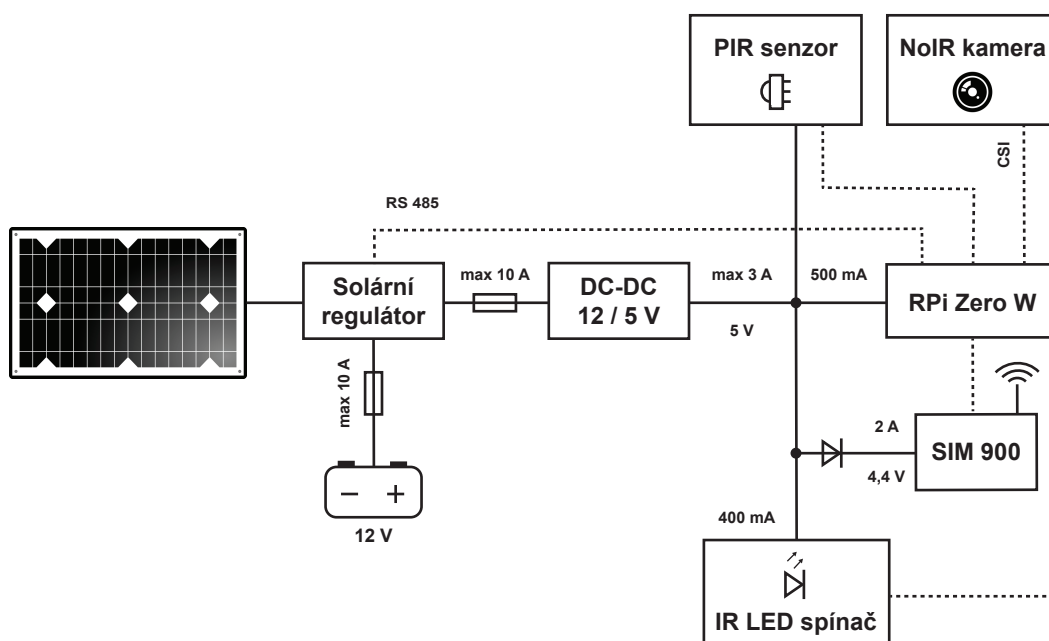 PIR senzor
NoIR kamera
CSI
RS 485
Solární
regulátor
max 10 A
DC-DC
12 / 5 V
max 3 A
5 V
500 mA
RPi Zero W
max 10 A
12 V
2 A
4,4 V
SIM 900
400 mA
IR LED spínač